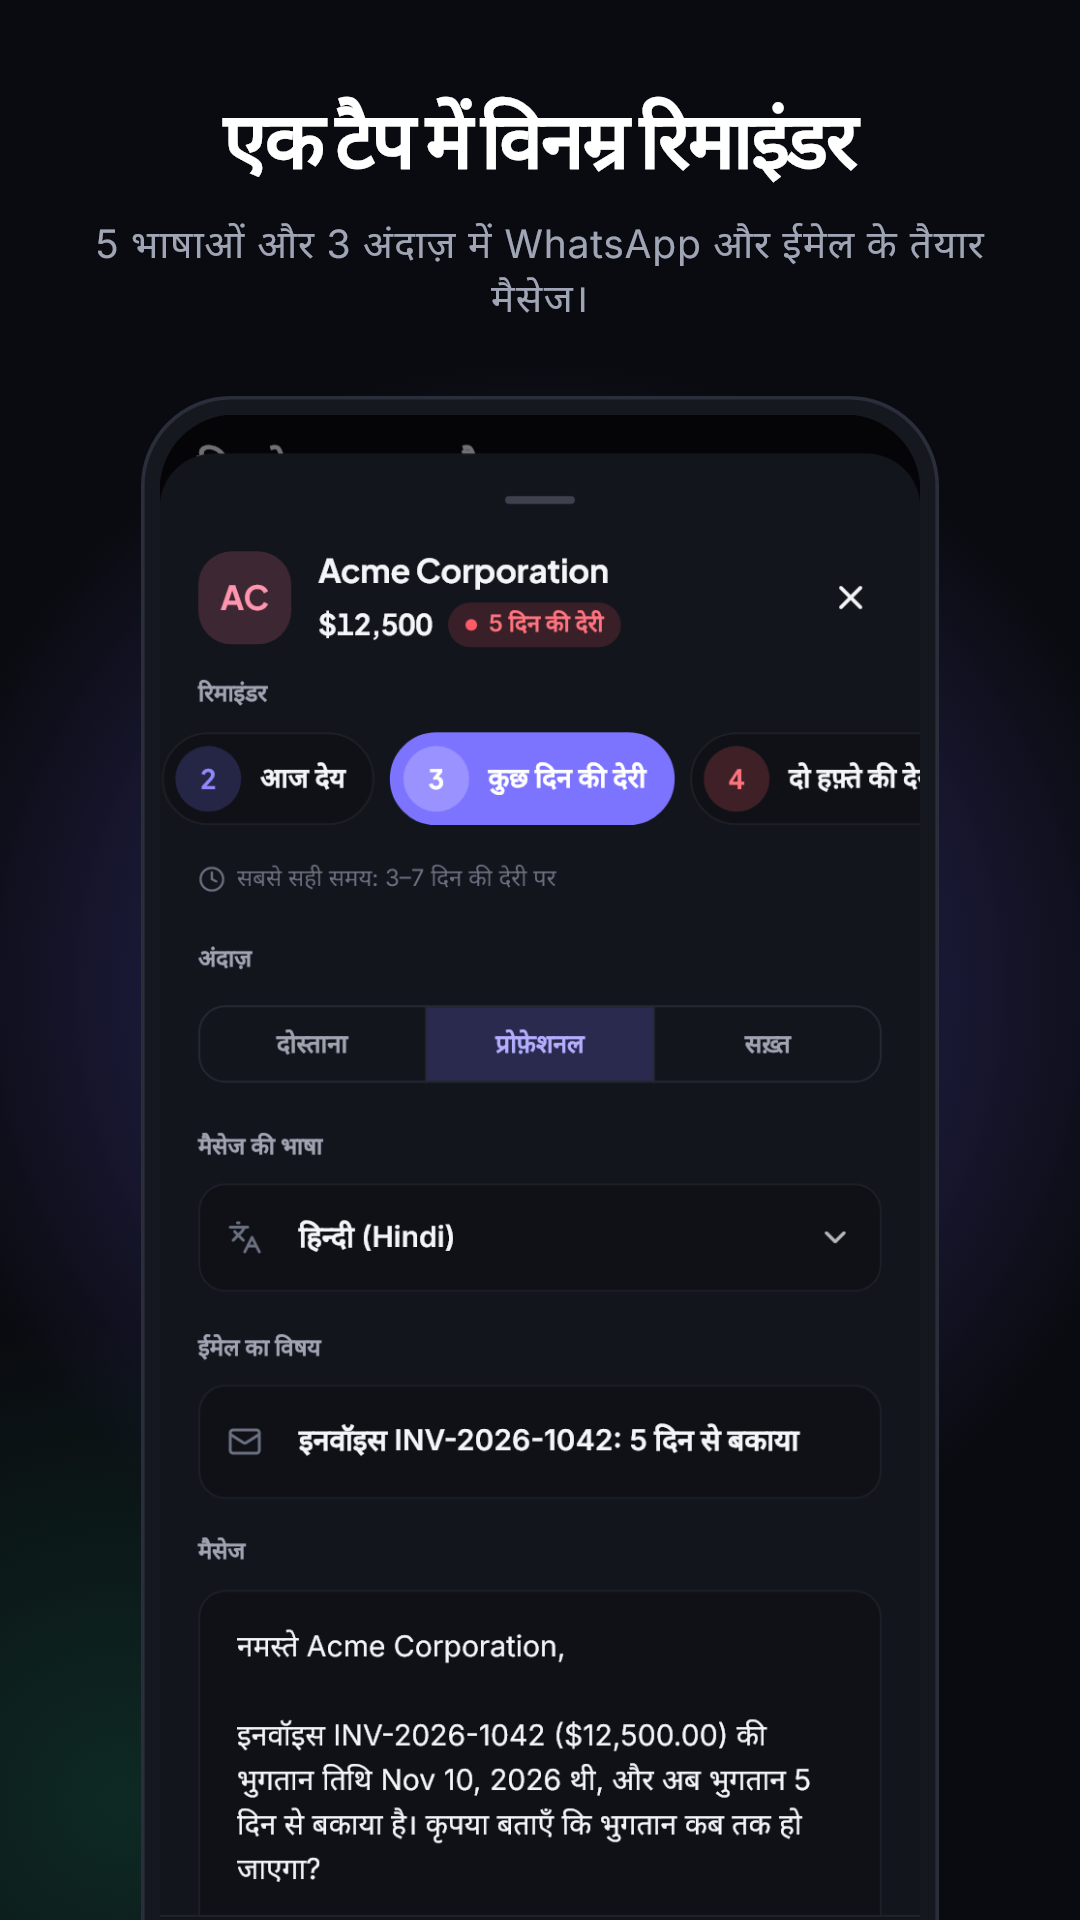 एक टैप में विनम्र रिमाइंडर
5 भाषाओं और 3 अंदाज़ में WhatsApp और ईमेल के तैयार
मैसेज।
AC
Acme Corporation
$12,500
5 दिन की देरी
रिमाइंडर
2 आज देय
3 कुछ दिन की देरी
4 दो हफ़्ते की
सबसे सही समय: 3–7 दिन की देरी पर
अंदाज़
दोस्ताना
प्रोफ़ेशनल
सख़्त
मैसेज की भाषा
हिन्दी (Hindi)
ईमेल का विषय
इनवॉइस INV-2026-1042: 5 दिन से बकाया
मैसेज
नमस्ते Acme Corporation,
इनवॉइस INV-2026-1042 ($12,500.00) की
भुगतान तिथि Nov 10, 2026 थी, और अब भुगतान 5
दिन से बकाया है। कृपया बताएँ कि भुगतान कब तक हो
जाएगा?